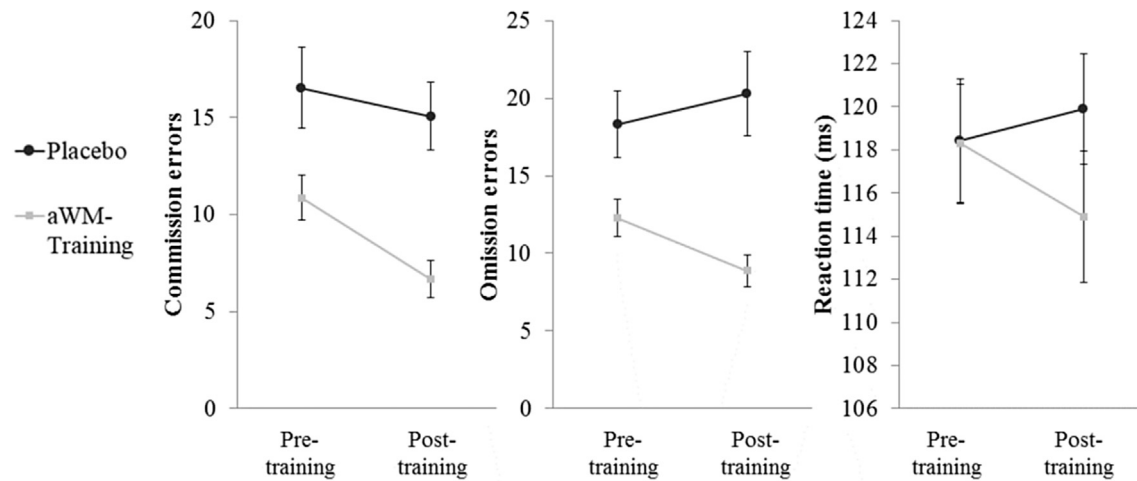 Placebo
aWM-
Training
Commission errors
20
15
10
5
0
Pre-
training
Post-
training
Omission errors
25
20
15
10
5
0
Pre-
training
Post-
training
Reaction time (ms)
124
122
120
118
116
114
112
110
108
106
Pre-
training
Post-
training